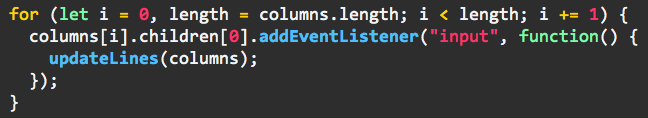 for (let i = 0, length = columns.length; i < length; i += 1) {
  columns[i].children[0].addEventListener("input", function() {
    updateLines(columns);
  });
}